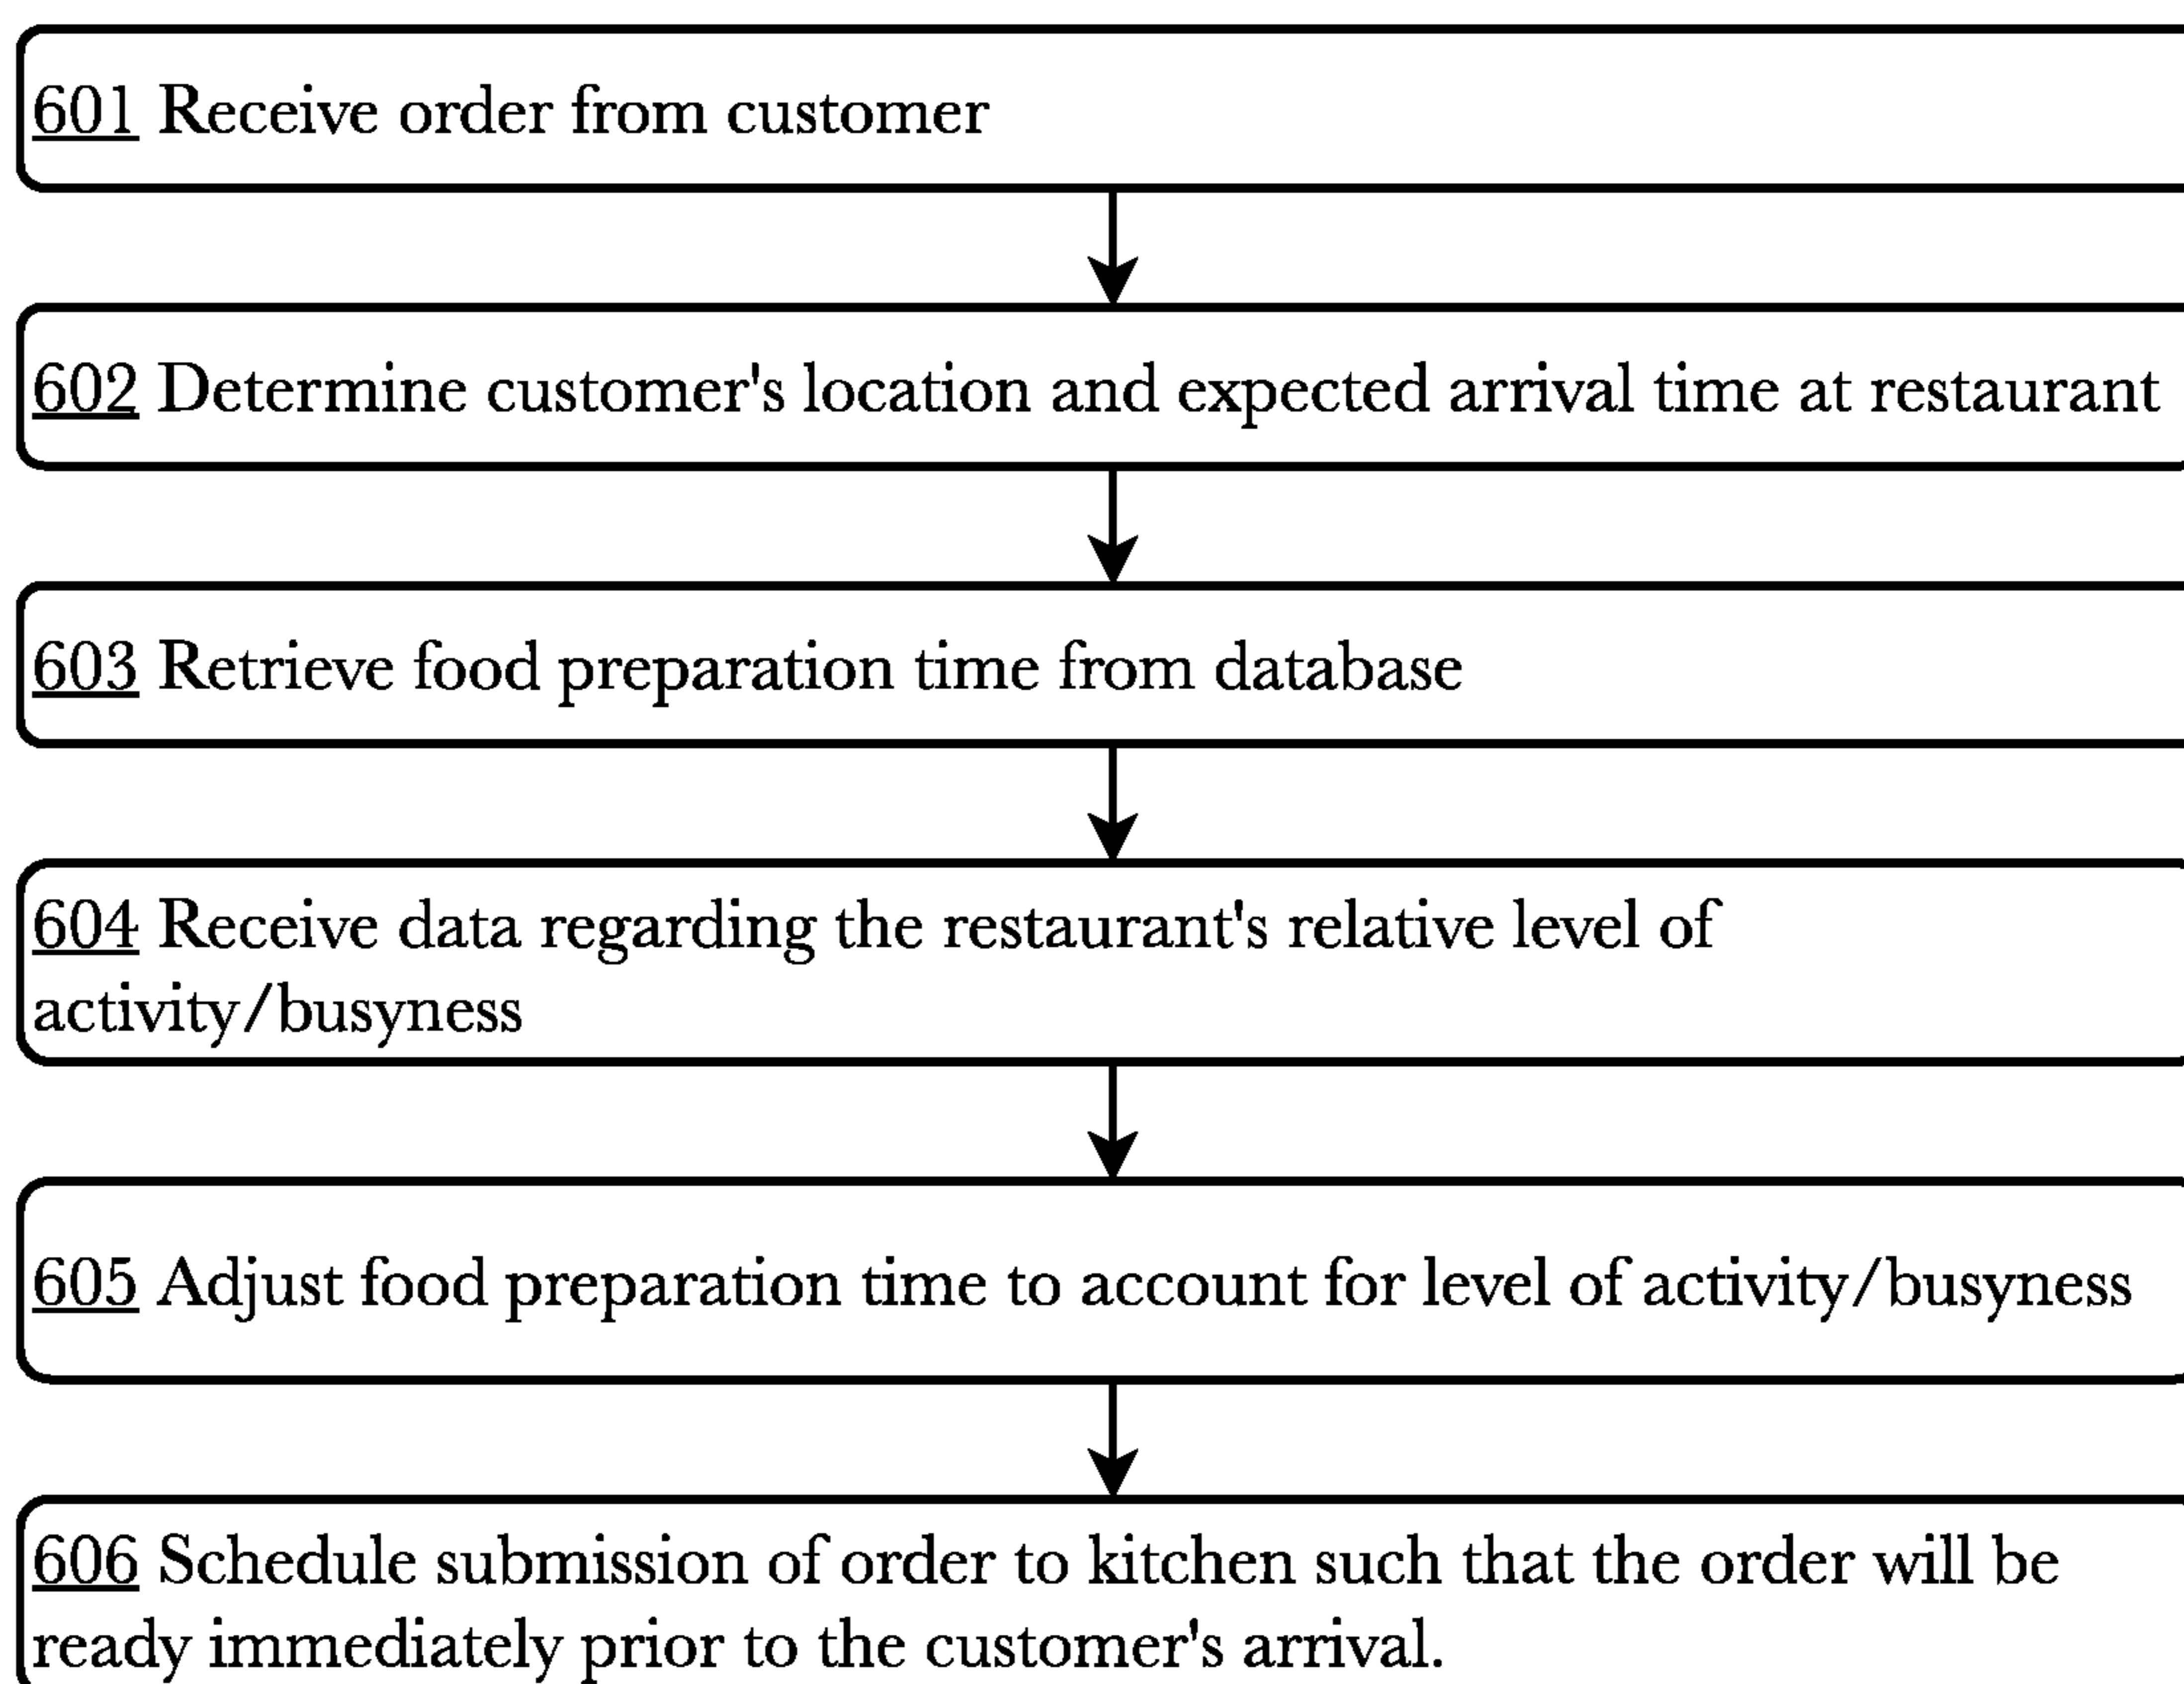 601 Receive order from customer
602 Determine customer's location and expected arrival time at restaurant
603 Retrieve food preparation time from database
604 Receive data regarding the restaurant's relative level of
activity/busyness
605 Adjust food preparation time to account for level of activity/busyness
606 Schedule submission of order to kitchen such that the order will be
ready immediately prior to the customer's arrival.